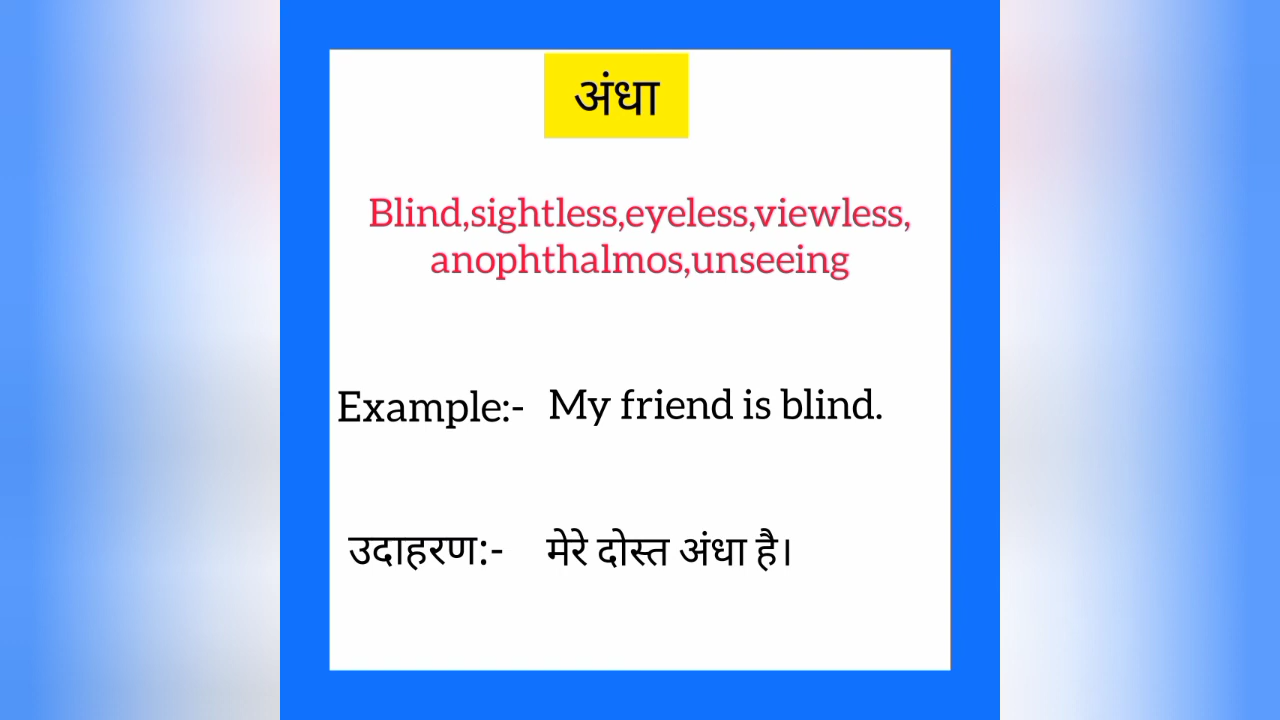 अंधा
Blind,sightless,eyeless,viewless,
anophthalmos,unseeing
Example:- My friend is blind.
उदाहरण:- मेरे दोस्त अंधा है।